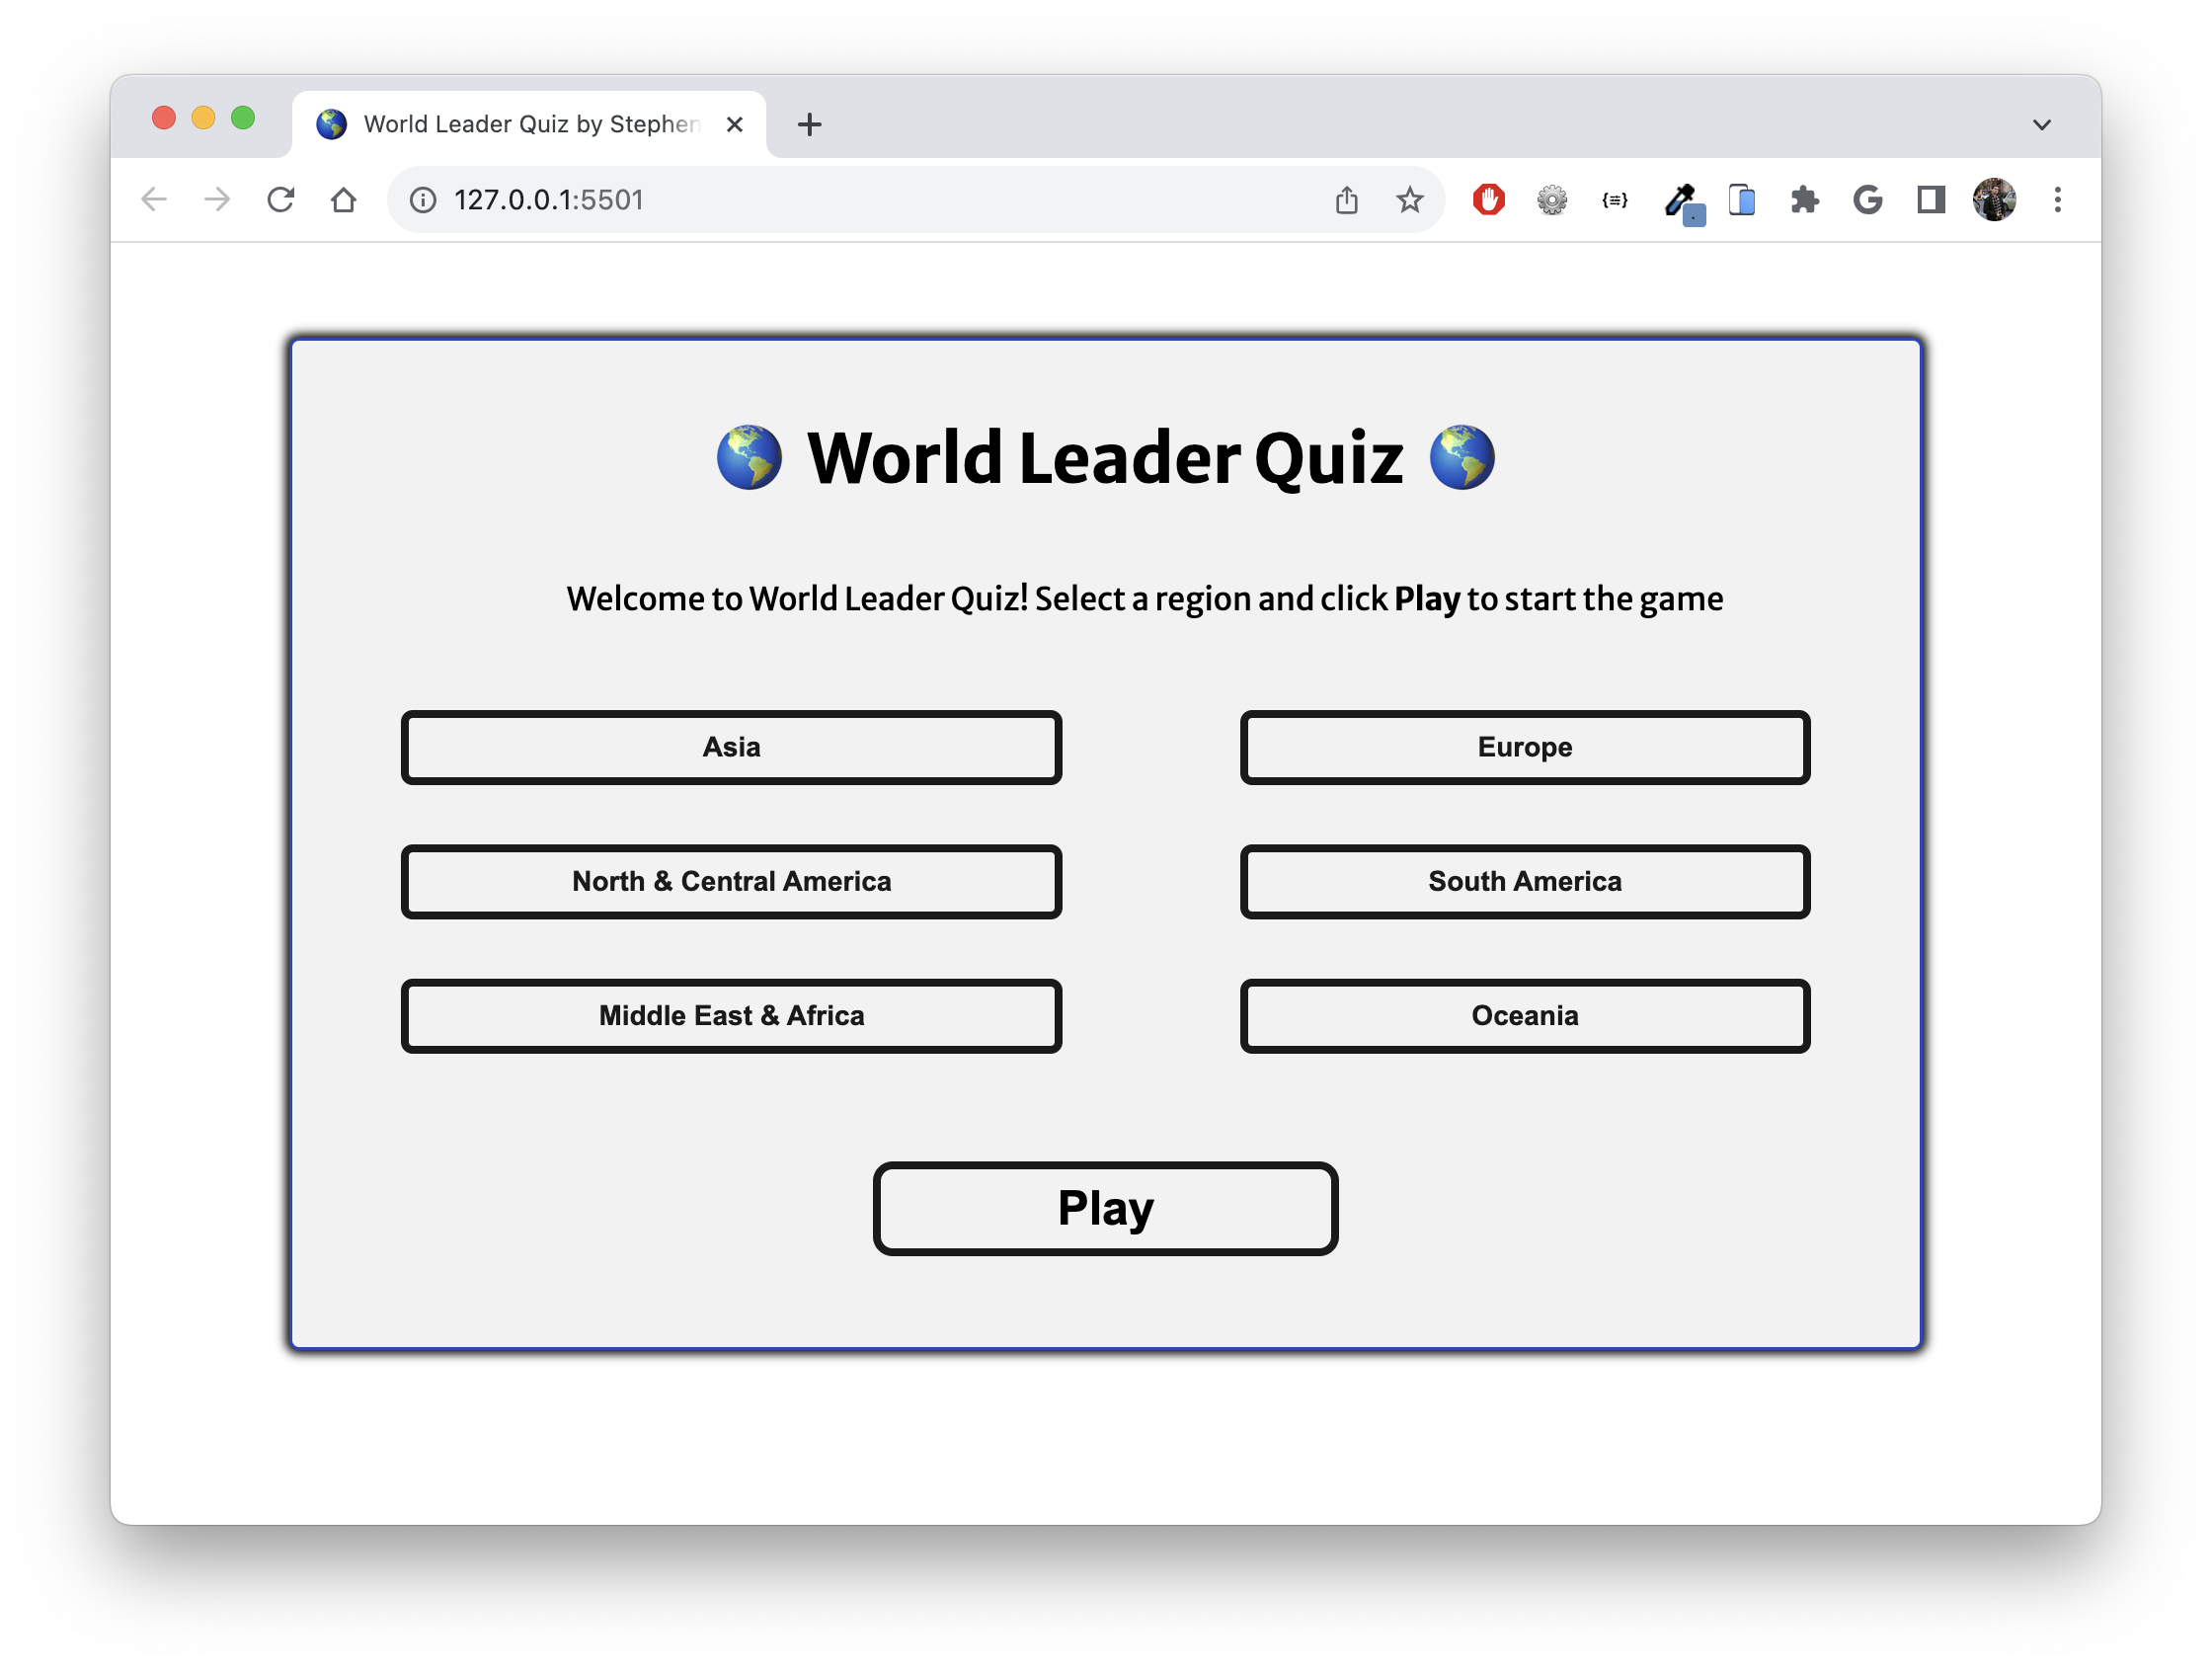 World Leader Quiz by Stephen
127.0.0.1:5501
World Leader Quiz
Welcome to World Leader Quiz! Select a region and click Play to start the game
Asia
Europe
North & Central America
South America
Middle East & Africa
Oceania
Play